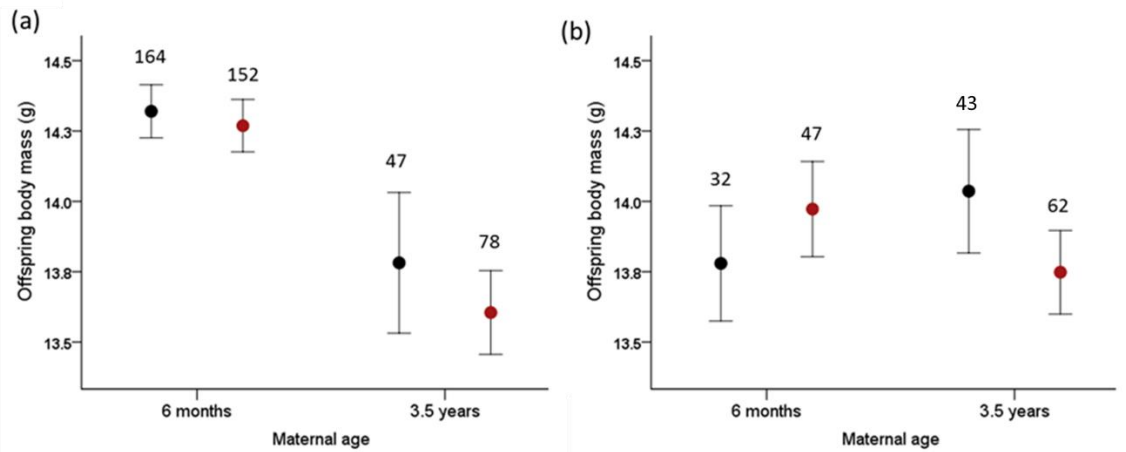 (a)
164
152
47
78
14.5
14.3
14.0
13.8
13.5
Offspring body mass (g)
6 months 3.5 years
Maternal age
(b)
32
47
43
62
14.5
14.3
14.0
13.8
13.5
Offspring body mass (g)
6 months 3.5 years
Maternal age